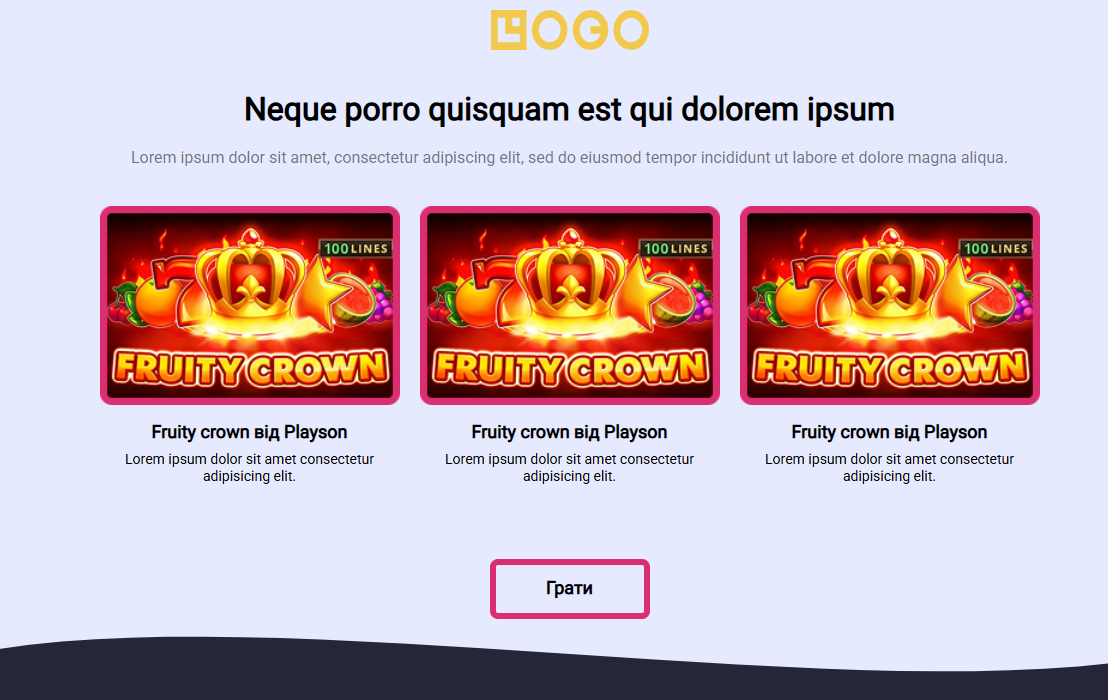 LOGO
Neque porro quisquam est qui dolorem ipsum
Lorem ipsum dolor sit amet, consectetur adipiscing elit, sed do eiusmod tempor incididunt ut labore et dolore magna aliqua.
100 LINES
7
FRUITY CROWN
100 LINES
7
FRUITY CROWN
100 LINES
7
FRUITY CROWN
Fruity crown від Playson
Lorem ipsum dolor sit amet consectetur
adipisicing elit.
Fruity crown від Playson
Lorem ipsum dolor sit amet consectetur
adipisicing elit.
Fruity crown від Playson
Lorem ipsum dolor sit amet consectetur
adipisicing elit.
Грати